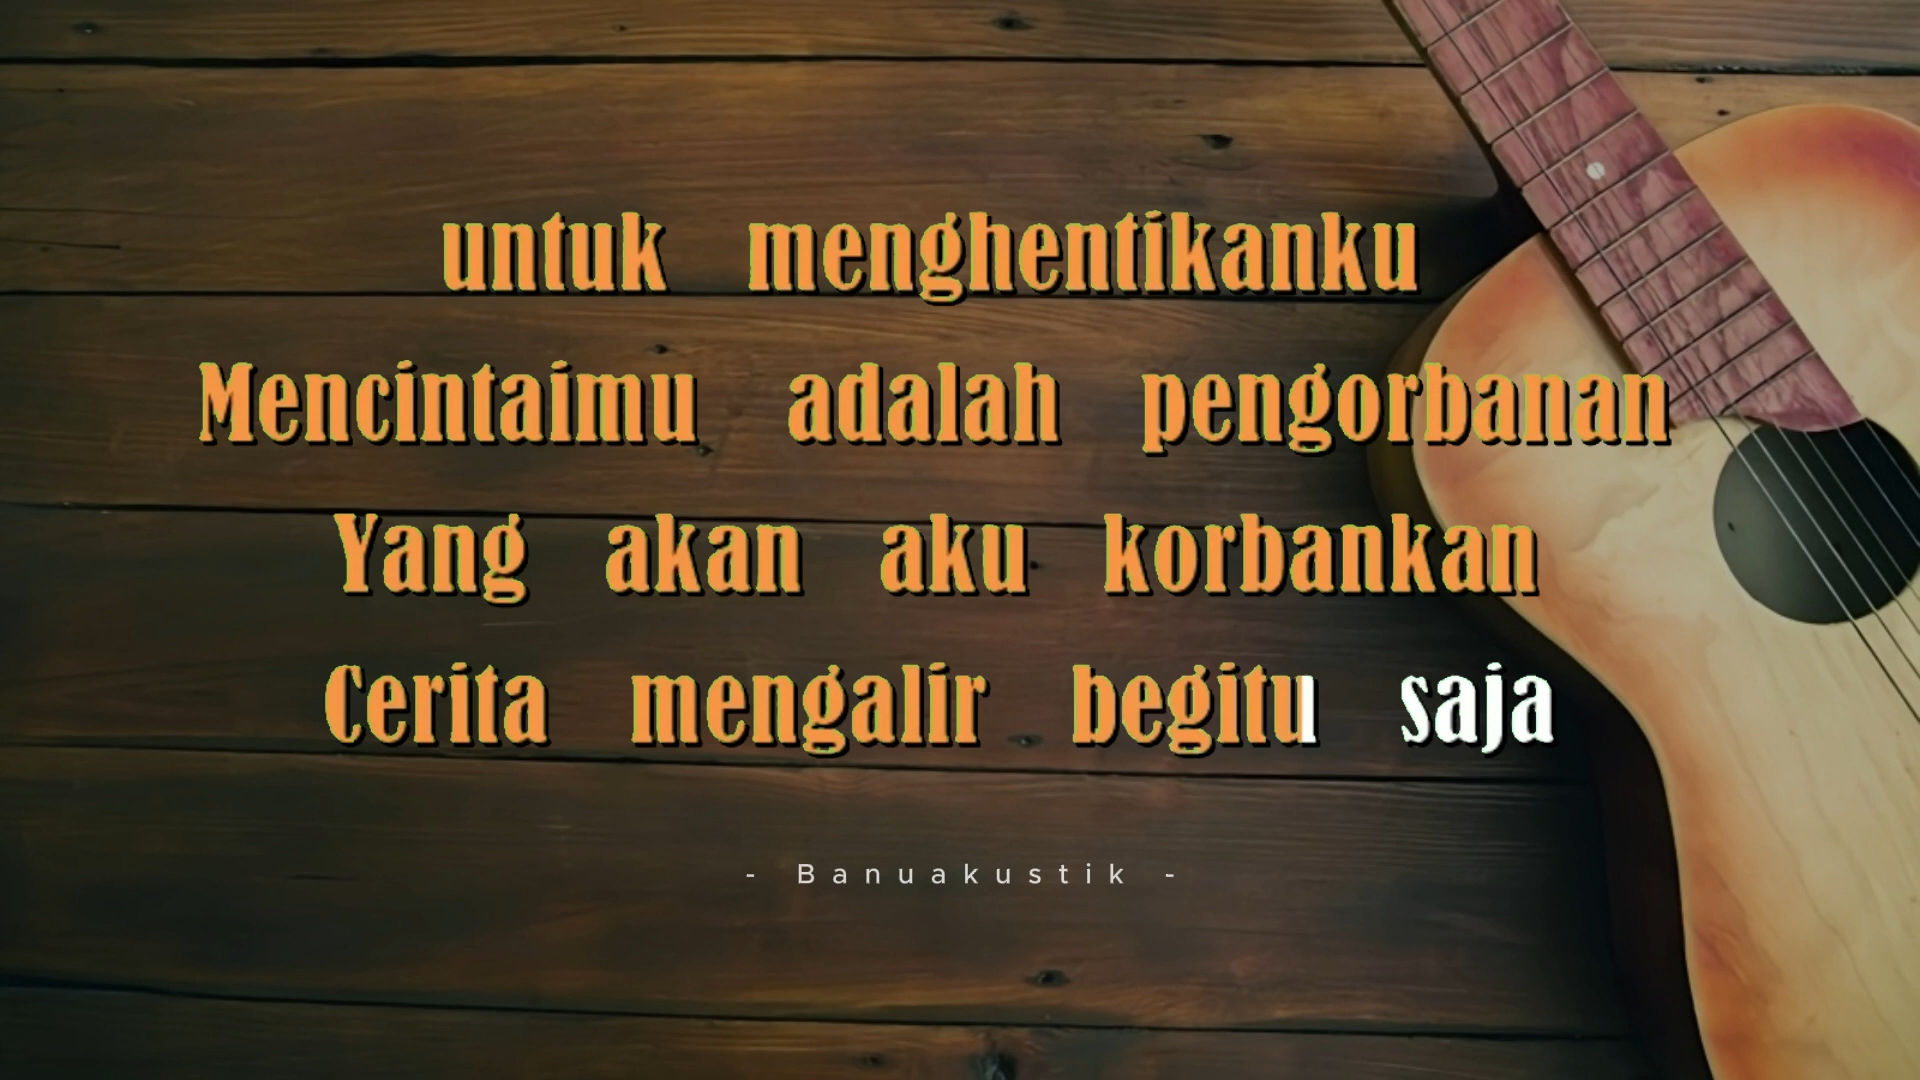 untuk menghentikanku
Mencintaimu adalah pengorbanan
Yang akan aku korbankan
Cerita mengalir begitu saja
- Banuakustik -